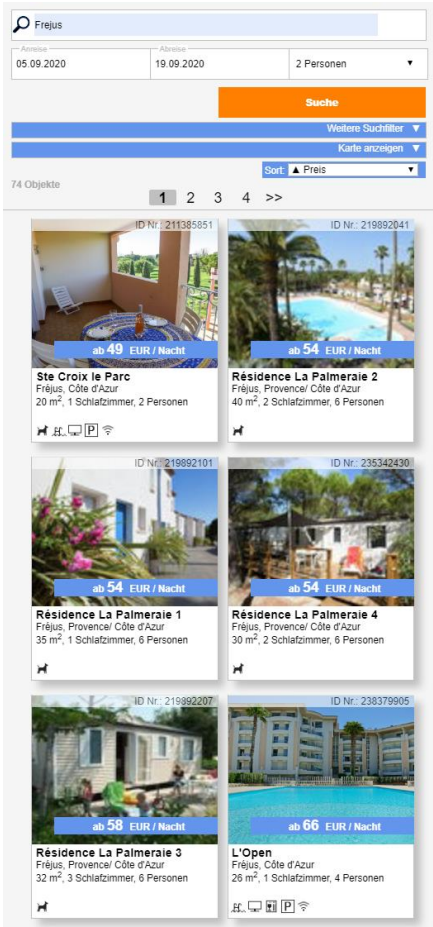 Frejus
Anreise
Abreise
05.09.2020
19.09.2020
2 Personen ▼
Suche
Weitere Suchfilter ▼
Karte anzeigen ▼
Sort: ▲ Preis ▼
74 Objekte
1 2 3 4 >>
ID Nr.: 211385851
ab 49 EUR / Nacht
Ste Croix le Parc
Fréjus, Côte d'Azur
20 m², 1 Schlafzimmer, 2 Personen
P
ID Nr.: 219892041
ab 54 EUR / Nacht
Résidence La Palmeraie 2
Fréjus, Provence/ Côte d'Azur
40 m², 2 Schlafzimmer, 6 Personen
ID Nr.: 219892101
ab 54 EUR / Nacht
Résidence La Palmeraie 1
Fréjus, Provence/ Côte d'Azur
35 m², 1 Schlafzimmer, 6 Personen
ID Nr.: 235342430
ab 54 EUR / Nacht
Résidence La Palmeraie 4
Fréjus, Provence/ Côte d'Azur
30 m², 2 Schlafzimmer, 6 Personen
ID Nr.: 219892207
ab 58 EUR / Nacht
Résidence La Palmeraie 3
Fréjus, Provence/ Côte d'Azur
32 m², 3 Schlafzimmer, 6 Personen
ID Nr.: 238379905
ab 66 EUR / Nacht
L'Open
Fréjus, Côte d'Azur
26 m², 1 Schlafzimmer, 4 Personen
P